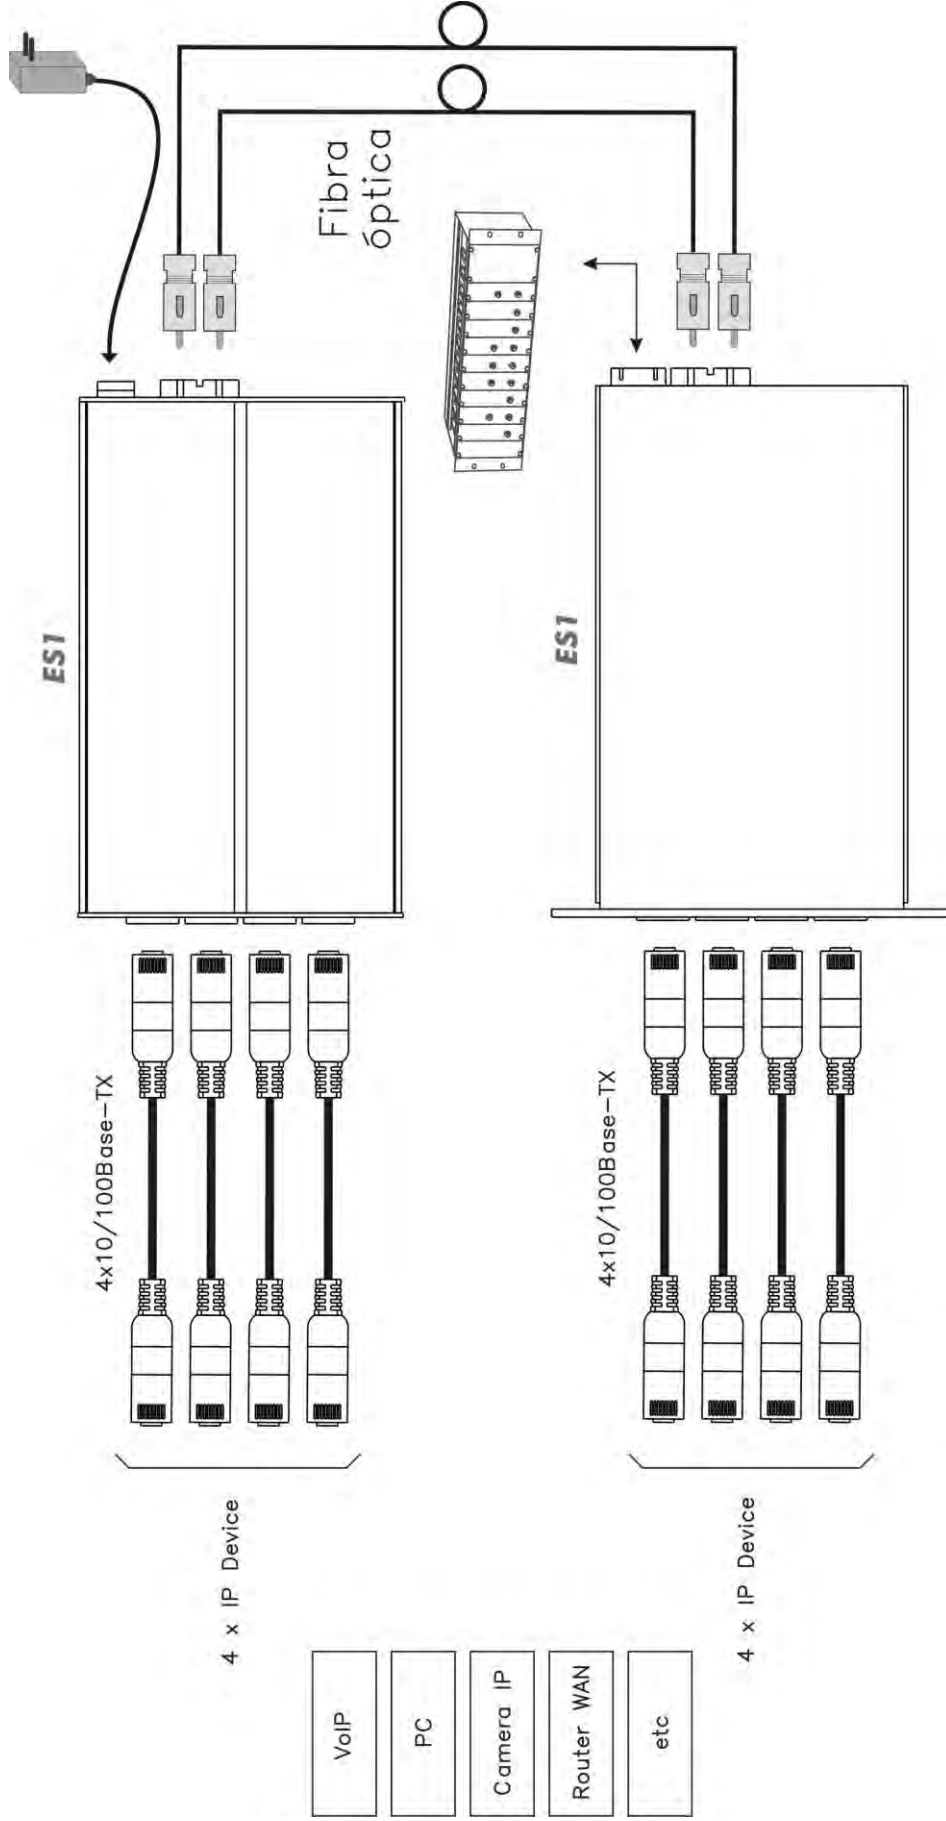 Fibra
óptica
ES1
ES1
4x10/100Base-TX
4x10/100Base-TX
4 x IP Device
4 x IP Device
VoIP
PC
Camera IP
Router WAN
etc